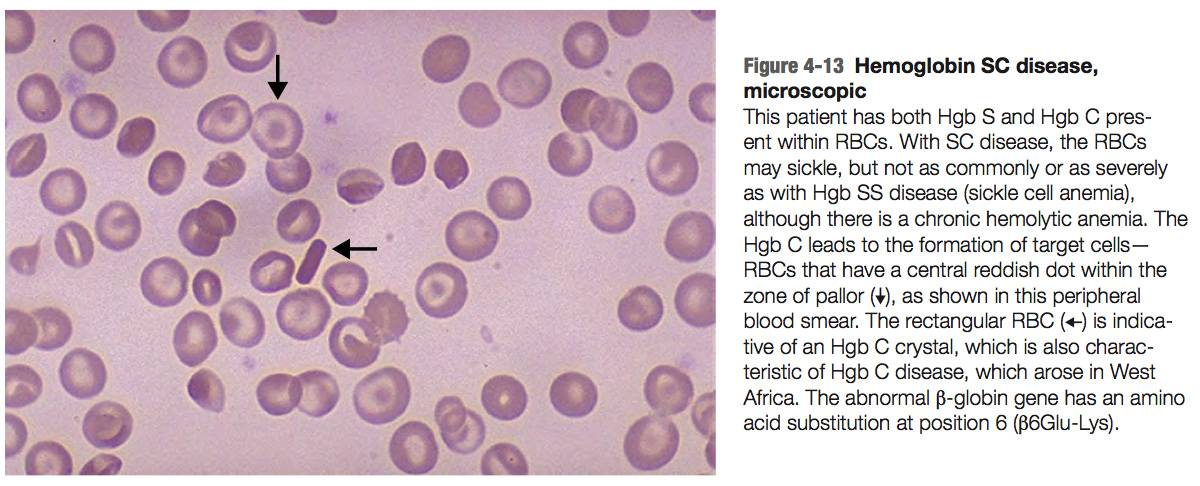 Figure 4-13 Hemoglobin SC disease,
microscopic
This patient has both Hgb S and Hgb C pres-
ent within RBCs. With SC disease, the RBCs
may sickle, but not as commonly or as severely
as with Hgb SS disease (sickle cell anemia),
although there is a chronic hemolytic anemia. The
Hgb C leads to the formation of target cells—
RBCs that have a central reddish dot within the
zone of pallor (↓), as shown in this peripheral
blood smear. The rectangular RBC (←) is indica-
tive of an Hgb C crystal, which is also charac-
teristic of Hgb C disease, which arose in West
Africa. The abnormal β-globin gene has an amino
acid substitution at position 6 (β6Glu-Lys).